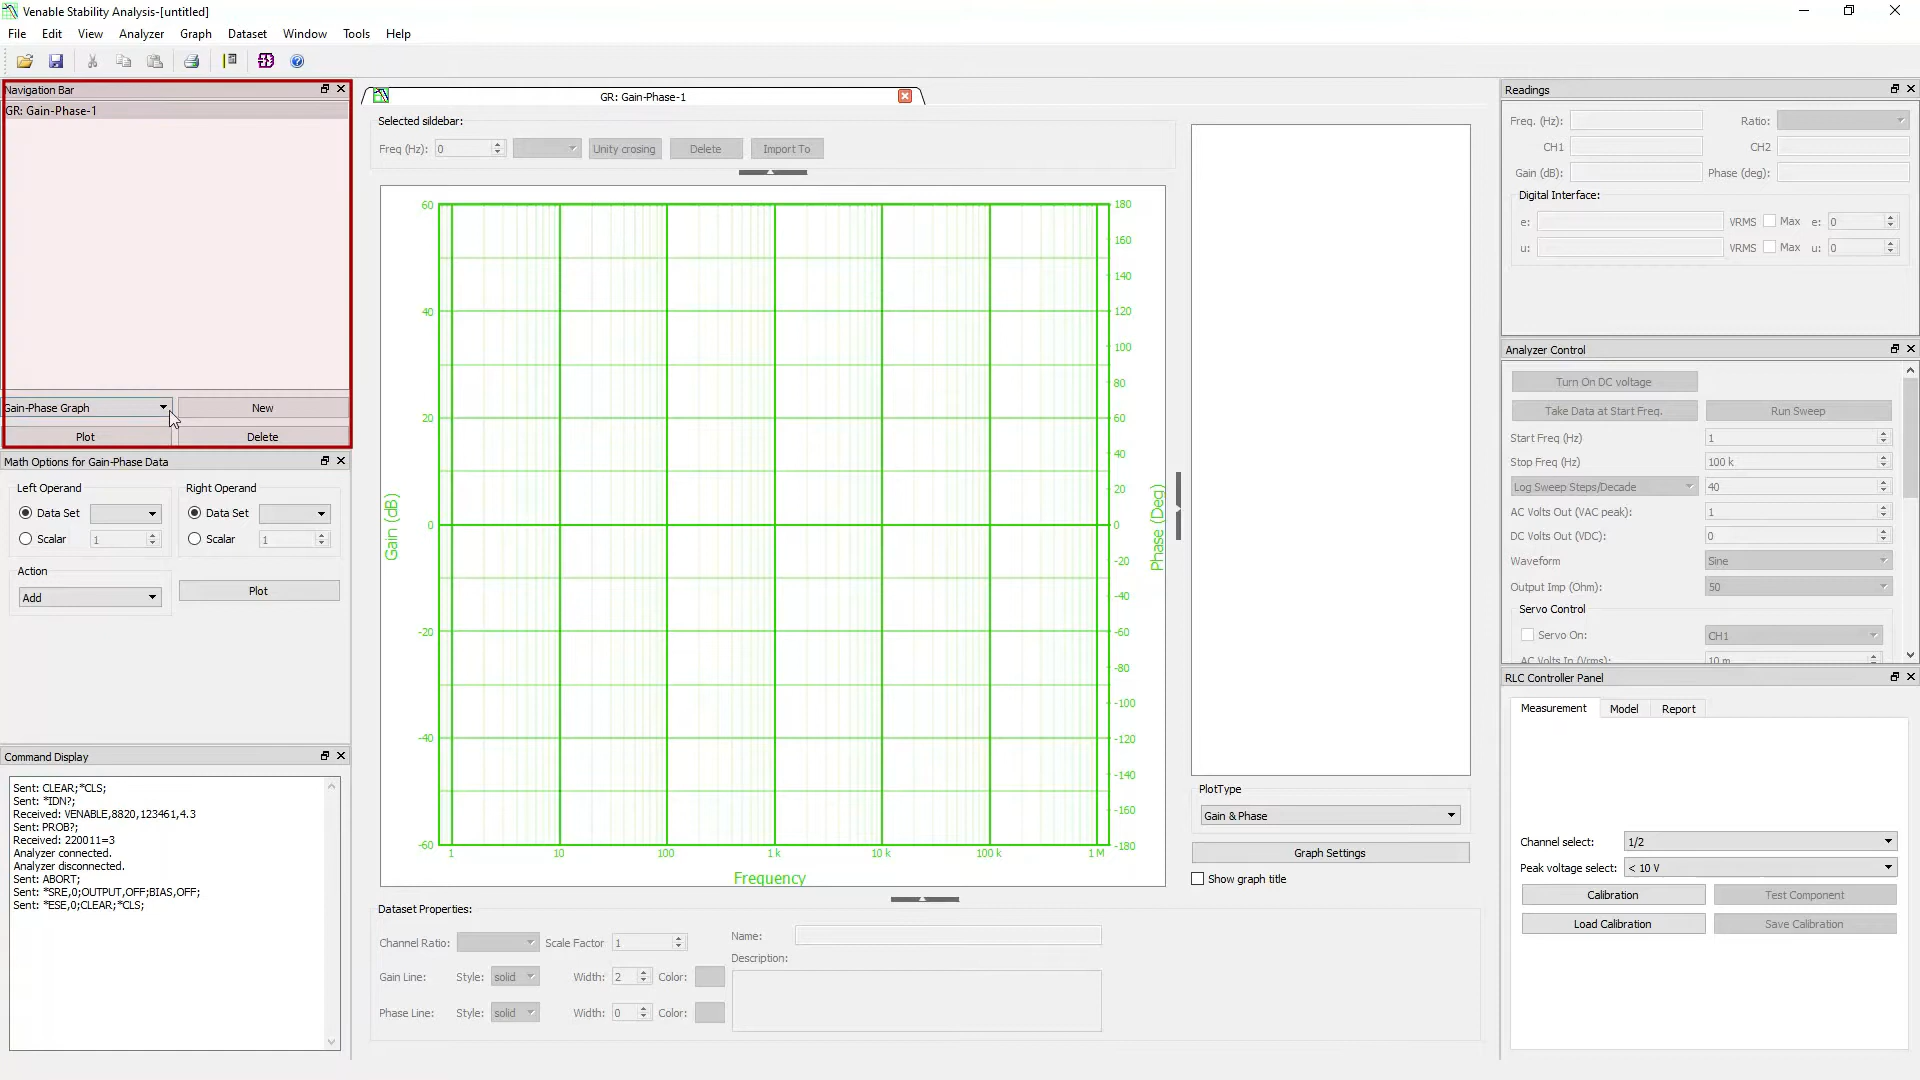 Venable Stability Analysis-[untitled]
File Edit View Analyzer Graph Dataset Window Tools Help
Navigation Bar
GR: Gain-Phase-1
Gain-Phase Graph
New
Plot
Delete
Math Options for Gain-Phase Data
Left Operand
Right Operand
Data Set
Data Set
Scalar 1
Scalar 1
Action
Add
Plot
Command Display
Sent: CLEAR;*CLS;
Sent: *IDN?;
Received: VENABLE,8820,123461,4.3
Sent: PROB?;
Received: 220011=3
Analyzer connected.
Analyzer disconnected.
Sent: ABORT;
Sent: *SRE,0;OUTPUT,OFF;BIAS,OFF;
Sent: *ESE,0;CLEAR;*CLS;
GR: Gain-Phase-1
Selected sildebar:
Freq (Hz): 0
Unity crosing
Delete
Import To
60
40
20
0
-20
-40
-60
Gain (dB)
180
160
140
120
100
80
60
40
20
0
-20
-40
-60
-80
-100
-120
-140
-160
-180
Phase (Deg)
1 10 100 1 k 10 k 100 k 1 M
Frequency
PlotType
Gain & Phase
Graph Settings
Show graph title
Dataset Properties:
Channel Ratio:
Scale Factor 1
Name:
Description:
Gain Line: Style: solid Width: 2 Color:
Phase Line: Style: solid Width: 0 Color:
Readings
Freq. (Hz):
Ratio:
CH1
CH2
Gain (dB):
Phase (deg):
Digital Interface:
e: VRMS Max e: 0
u: VRMS Max u: 0
Analyzer Control
Turn On DC voltage
Take Data at Start Freq.
Run Sweep
Start Freq (Hz) 1
Stop Freq (Hz) 100 k
Log Sweep Steps/Decade 40
AC Volts Out (VAC peak): 1
DC Volts Out (VDC): 0
Waveform Sine
Output Imp (Ohm): 50
Servo Control
Servo On: CH1
AC Volts In (Vrms): 10 m
RLC Controller Panel
Measurement
Model
Report
Channel select: 1/2
Peak voltage select: < 10 V
Calibration
Test Component
Load Calibration
Save Calibration